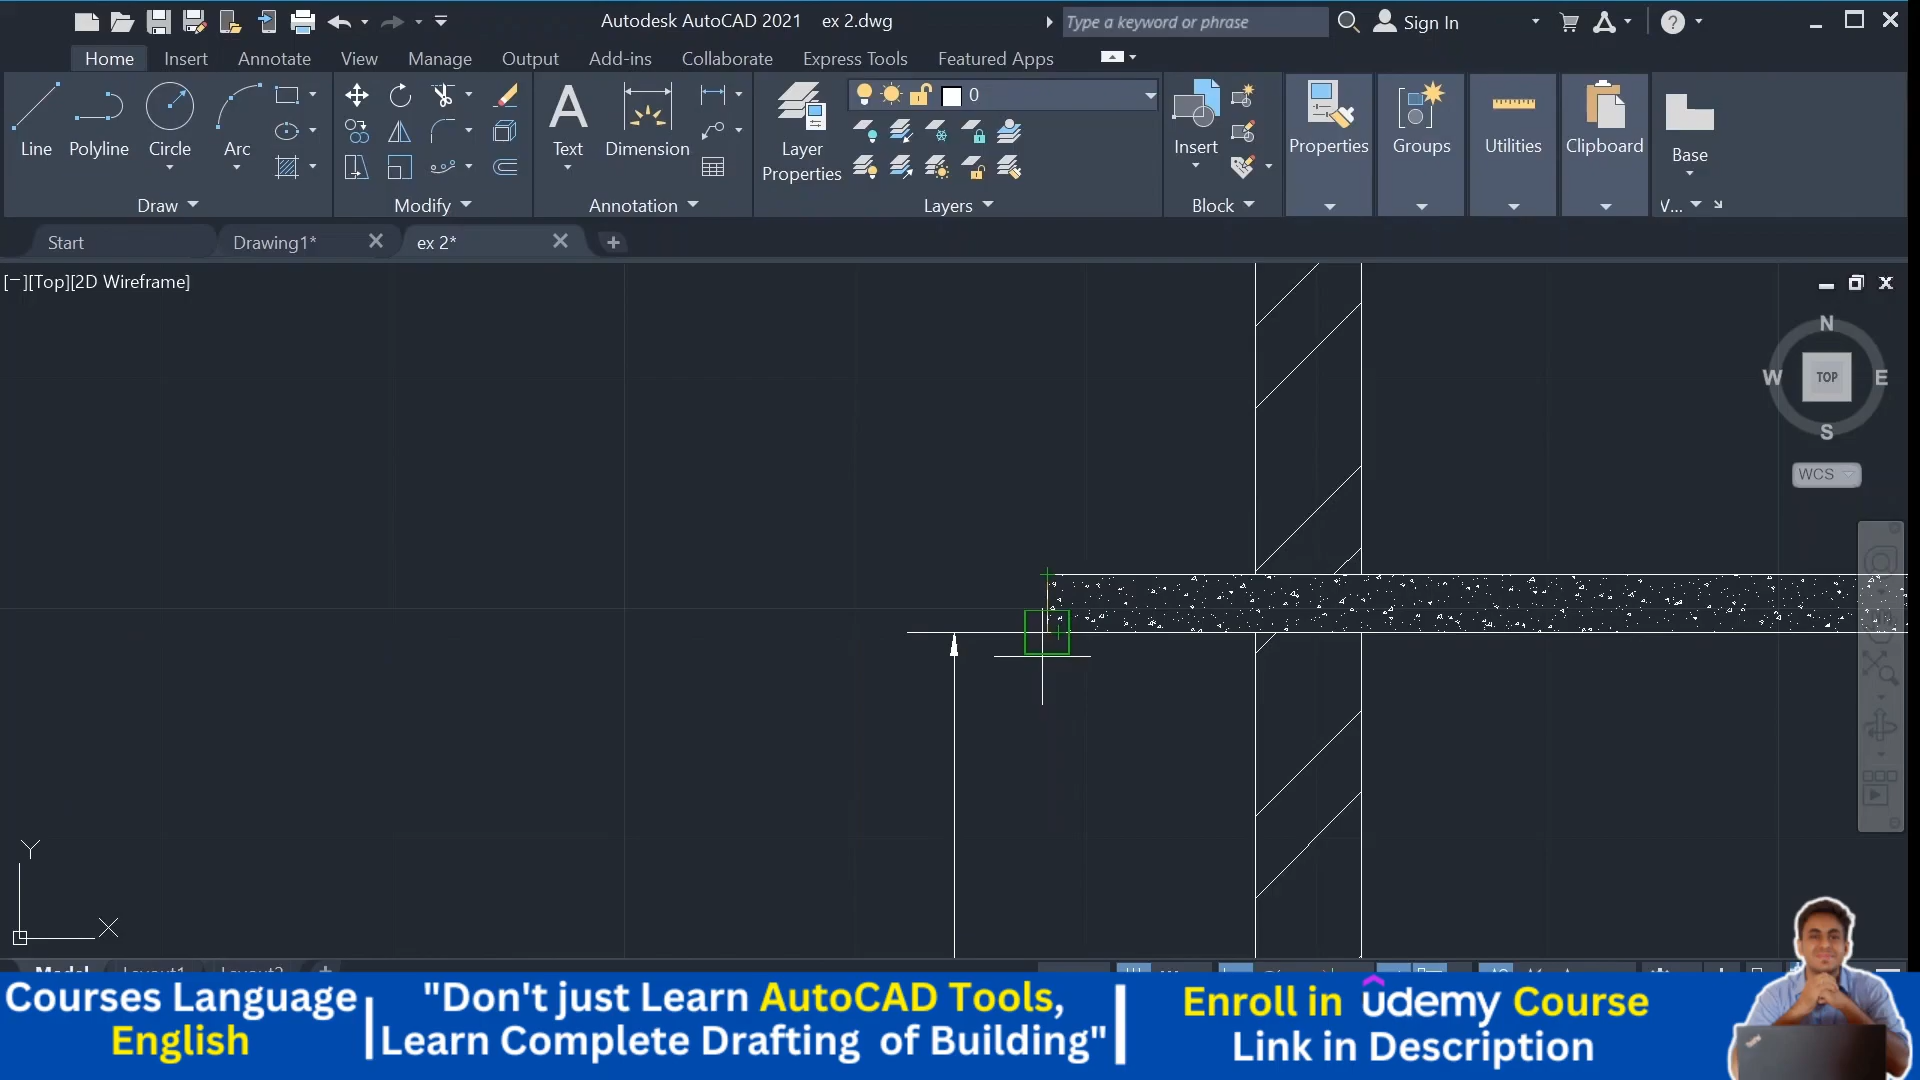 Autodesk AutoCAD 2021 ex 2.dwg
Type a keyword or phrase
Sign In
Home Insert Annotate View Manage Output Add-ins Collaborate Express Tools Featured Apps
0
Line Polyline Circle Arc
Text Dimension
Layer
Properties
Insert
Properties Groups Utilities Clipboard
Base
Draw Modify Annotation Layers Block V...
Start Drawing1* ex 2*
[−][Top][2D Wireframe]
N
W TOP E
S
WCS
Y
X
Model Layout1 Layout2
Courses Language
English
"Don't just Learn AutoCAD Tools,
Learn Complete Drafting of Building"
Enroll in udemy Course
Link in Description